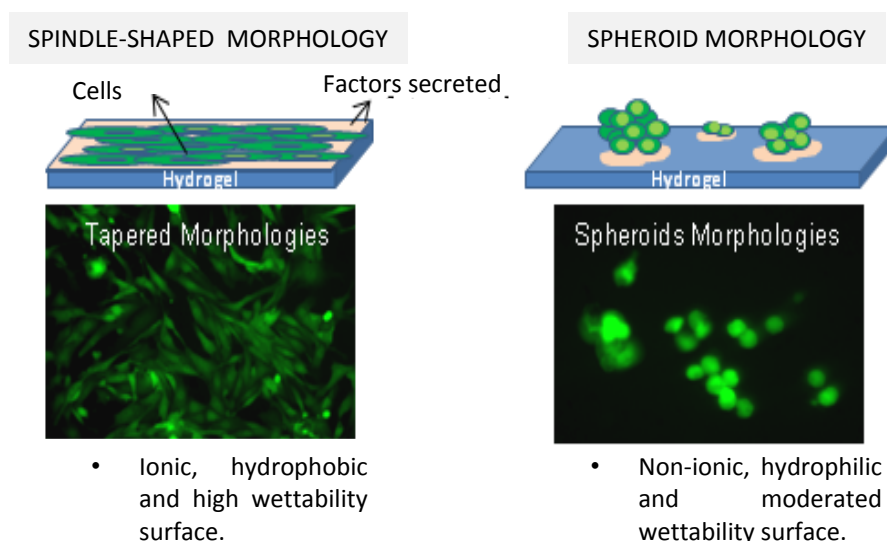 SPINDLE-SHAPED MORPHOLOGY
SPHEROID MORPHOLOGY
Cells
Factors secreted
Hydrogel
Hydrogel
Tapered Morphologies
Spheroids Morphologies
• Ionic, hydrophobic
and high wettability
surface.
• Non-ionic, hydrophilic
and moderated
wettability surface.